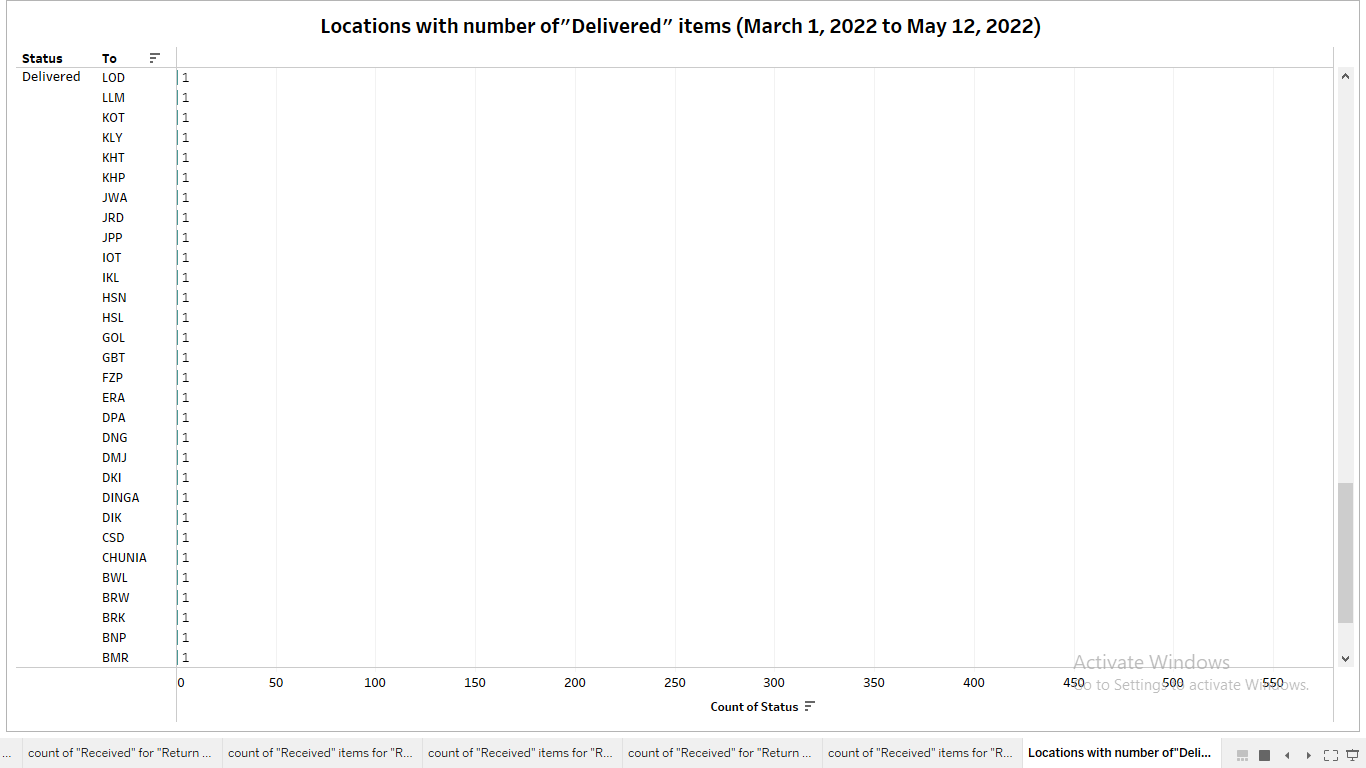 Locations with number of”Delivered” items (March 1, 2022 to May 12, 2022)
Status To
Delivered LOD 1
LLM 1
KOT 1
KLY 1
KHT 1
KHP 1
JWA 1
JRD 1
JPP 1
IOT 1
IKL 1
HSN 1
HSL 1
GOL 1
GBT 1
FZP 1
ERA 1
DPA 1
DNG 1
DMJ 1
DKI 1
DINGA 1
DIK 1
CSD 1
CHUNIA 1
BWL 1
BRW 1
BRK 1
BNP 1
BMR 1
Activate Windows
Go to Settings to activate Windows.
0 50 100 150 200 250 300 350 400 450 500 550
Count of Status
... count of "Received" for "Return ... count of "Received" items for "R... count of "Received" items for "R... count of "Received" for "Return ... count of "Received" items for "R... Locations with number of"Deli...